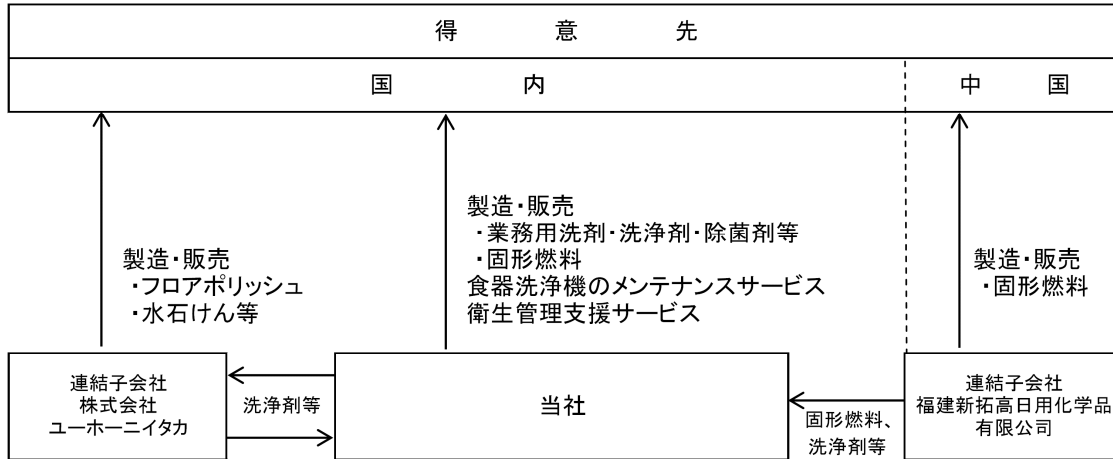 得意先
国内
中国
製造・販売
・フロアポリッシュ
・水石けん等
製造・販売
・業務用洗剤・洗浄剤・除菌剤等
・固形燃料
食器洗浄機のメンテナンスサービス
衛生管理支援サービス
製造・販売
・固形燃料
連結子会社
株式会社
ユーホーニイタカ
洗浄剤等
当社
固形燃料、
洗浄剤等
連結子会社
福建新拓高日用化学品
有限公司